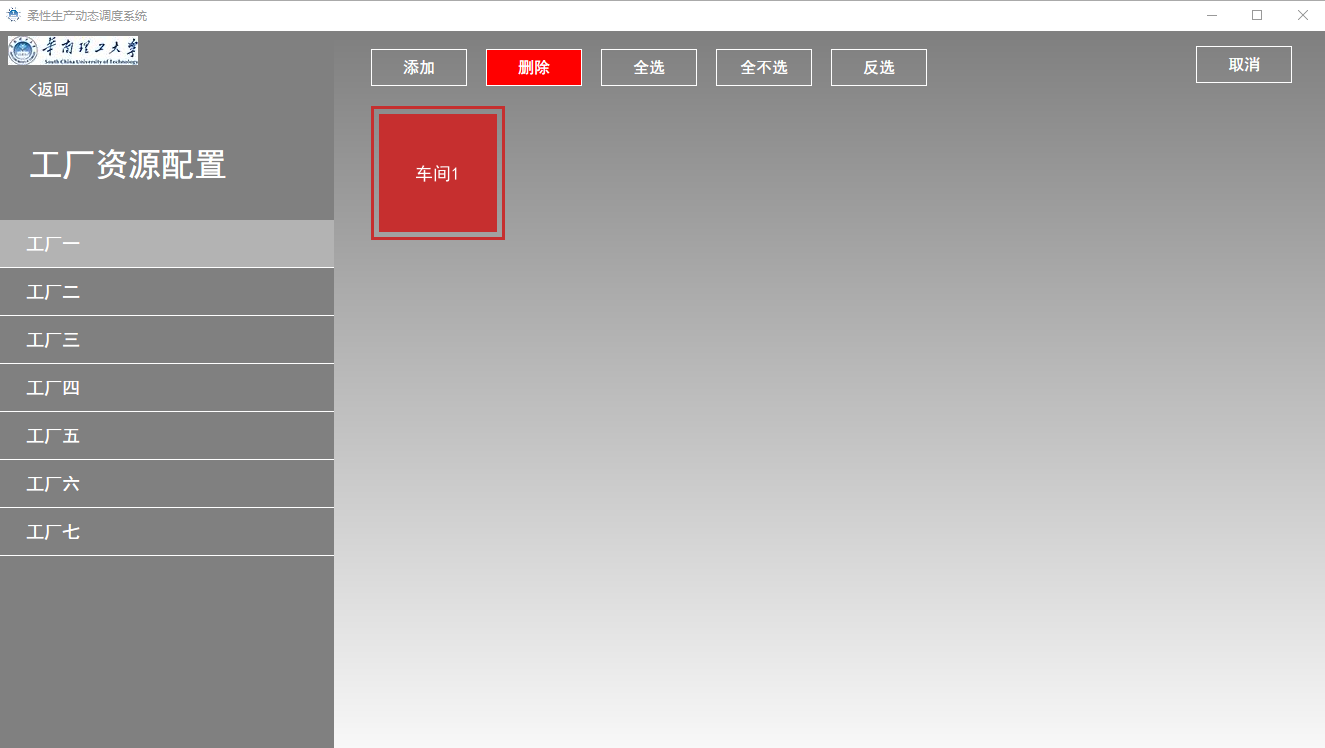 柔性生产动态调度系统
华南理工大学
South China University of Technology
<返回
工厂资源配置
工厂一
工厂二
工厂三
工厂四
工厂五
工厂六
工厂七
添加
删除
全选
全不选
反选
取消
车间1